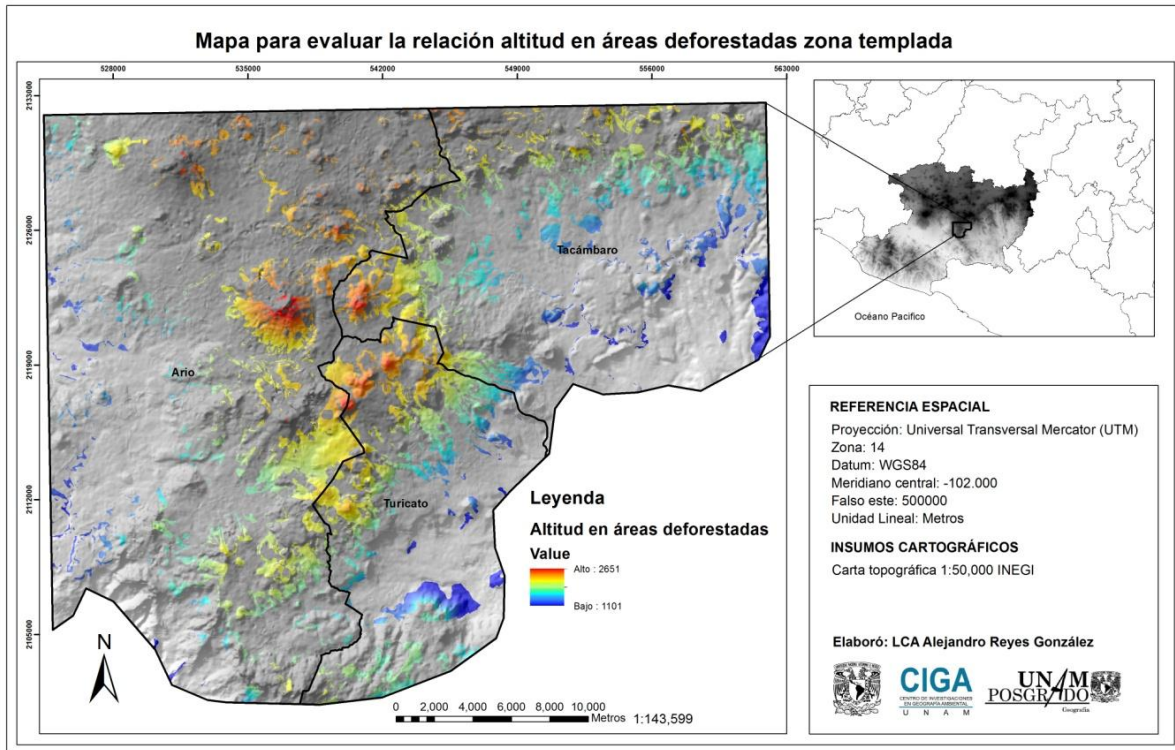 Mapa para evaluar la relación altitud en áreas deforestadas zona templada
528000 535000 542000 549000 556000 563000
2133000
2126000
2119000
2112000
2105000
Tacámbaro
Ario
Turicato
Océano Pacifico
Leyenda
Altitud en áreas deforestadas
Value
Alto : 2651
Bajo : 1101
N
0 2,000 4,000 6,000 8,000 10,000
Metros 1:143,599
REFERENCIA ESPACIAL
Proyección: Universal Transversal Mercator (UTM)
Zona: 14
Datum: WGS84
Meridiano central: -102.000
Falso este: 500000
Unidad Lineal: Metros
INSUMOS CARTOGRÁFICOS
Carta topográfica 1:50,000 INEGI
Elaboró: LCA Alejandro Reyes González
CIGA
CENTRO DE INVESTIGACIONES
EN GEOGRAFÍA AMBIENTAL
UNAM
UNAM
POSGRADO
Geografía